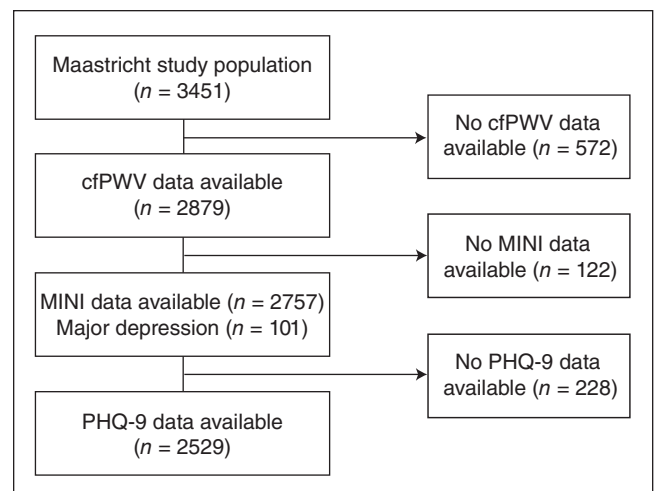 Maastricht study population
(n = 3451)
No cfPWV data
available (n = 572)
cfPWV data available
(n = 2879)
No MINI data
available (n = 122)
MINI data available (n = 2757)
Major depression (n = 101)
No PHQ-9 data
available (n = 228)
PHQ-9 data available
(n = 2529)